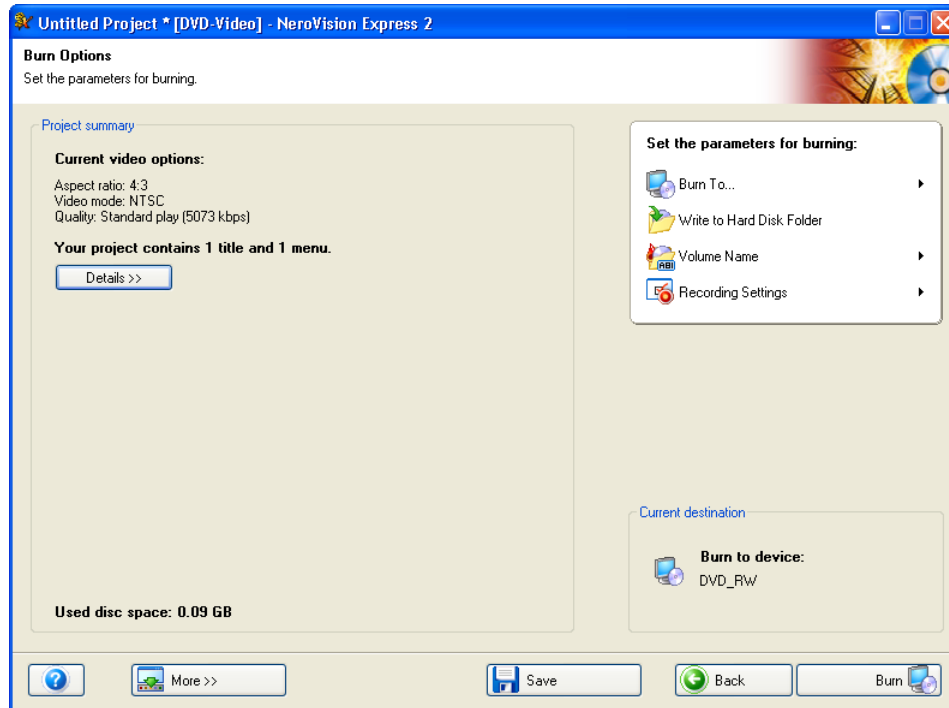 Untitled Project * [DVD-Video] - NeroVision Express 2
Burn Options
Set the parameters for burning.
Project summary
Current video options:
Aspect ratio: 4:3
Video mode: NTSC
Quality: Standard play (5073 kbps)
Your project contains 1 title and 1 menu.
Details >>
Used disc space: 0.09 GB
Set the parameters for burning:
Burn To...
Write to Hard Disk Folder
ABI
Volume Name
Recording Settings
Current destination
Burn to device:
DVD_RW
More >>
Save
Back
Burn